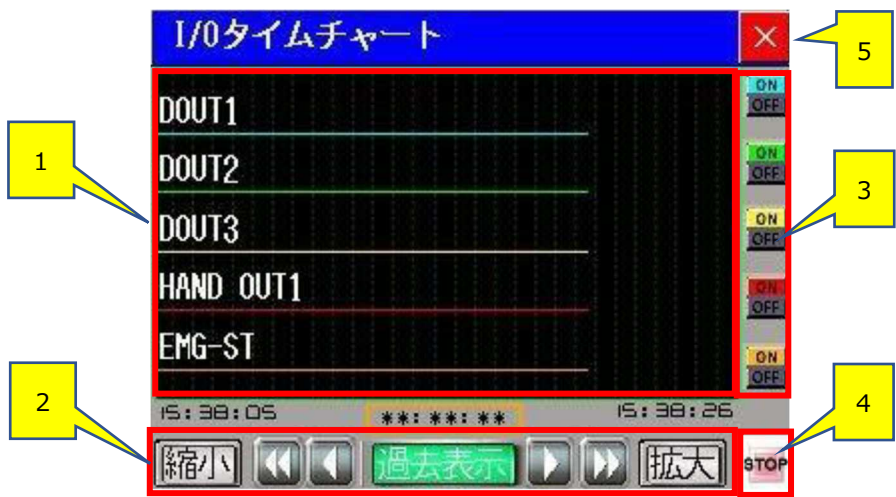 I/Oタイムチャート
×
5
DOUT1
ON
OFF
1
DOUT2
ON
OFF
3
DOUT3
ON
OFF
HAND OUT1
ON
OFF
EMG-ST
ON
OFF
2
15:38:05
**:**:**
15:38:26
4
縮小
過去表示
拡大
STOP